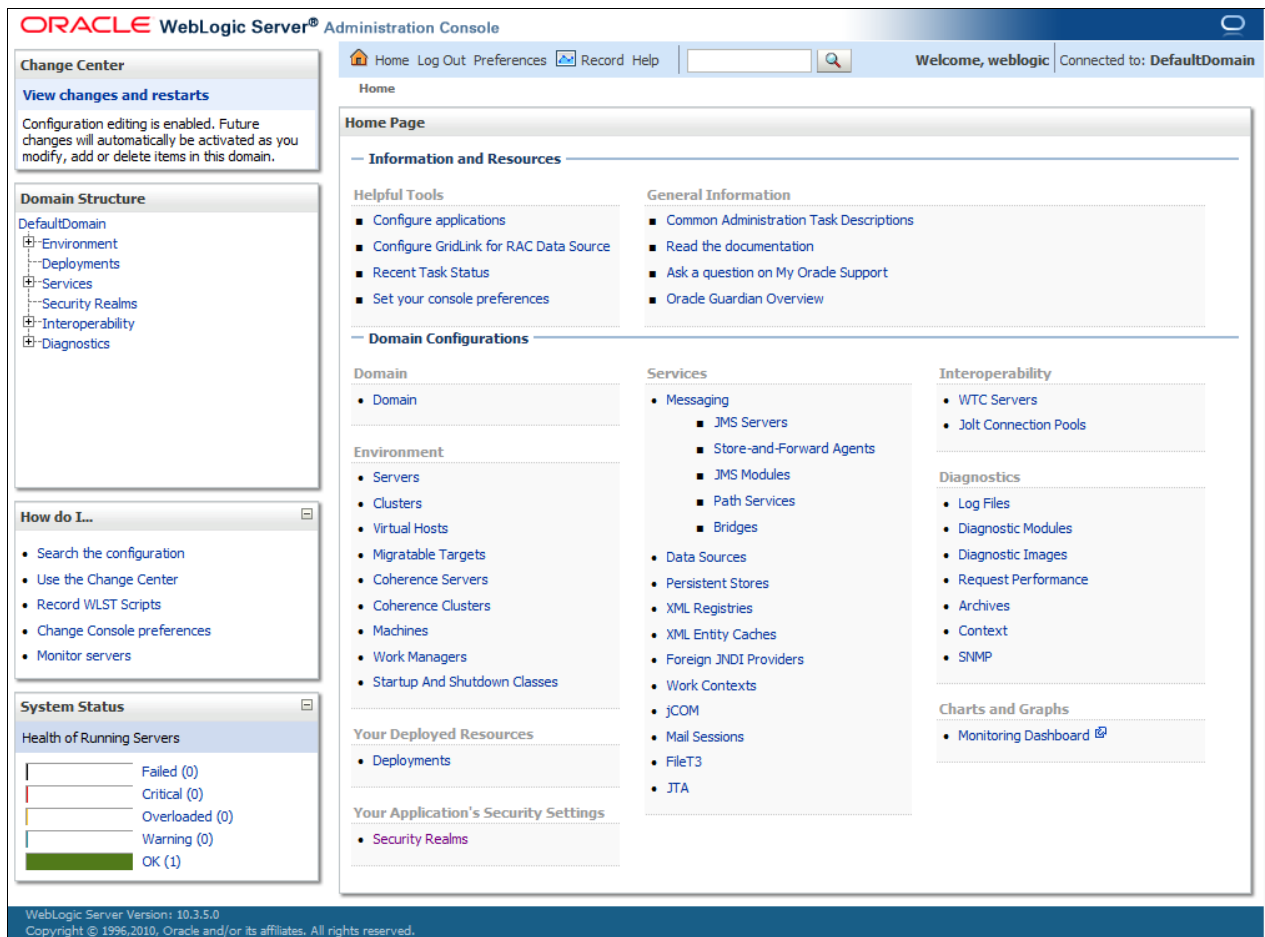 ORACLE WebLogic Server® Administration Console
Change Center
View changes and restarts
Configuration editing is enabled. Future
changes will automatically be activated as you
modify, add or delete items in this domain.
Domain Structure
DefaultDomain
Environment
Deployments
Services
Security Realms
Interoperability
Diagnostics
How do I...
Search the configuration
Use the Change Center
Record WLST Scripts
Change Console preferences
Monitor servers
System Status
Health of Running Servers
Failed (0)
Critical (0)
Overloaded (0)
Warning (0)
OK (1)
Home Log Out Preferences Record Help
Welcome, weblogic Connected to: DefaultDomain
Home
Home Page
Information and Resources
Helpful Tools
Configure applications
Configure GridLink for RAC Data Source
Recent Task Status
Set your console preferences
General Information
Common Administration Task Descriptions
Read the documentation
Ask a question on My Oracle Support
Oracle Guardian Overview
Domain Configurations
Domain
Domain
Environment
Servers
Clusters
Virtual Hosts
Migratable Targets
Coherence Servers
Coherence Clusters
Machines
Work Managers
Startup And Shutdown Classes
Your Deployed Resources
Deployments
Your Application's Security Settings
Security Realms
Services
Messaging
JMS Servers
Store-and-Forward Agents
JMS Modules
Path Services
Bridges
Data Sources
Persistent Stores
XML Registries
XML Entity Caches
Foreign JNDI Providers
Work Contexts
jCOM
Mail Sessions
FileT3
JTA
Interoperability
WTC Servers
Jolt Connection Pools
Diagnostics
Log Files
Diagnostic Modules
Diagnostic Images
Request Performance
Archives
Context
SNMP
Charts and Graphs
Monitoring Dashboard
WebLogic Server Version: 10.3.5.0
Copyright © 1996,2010, Oracle and/or its affiliates. All rights reserved.